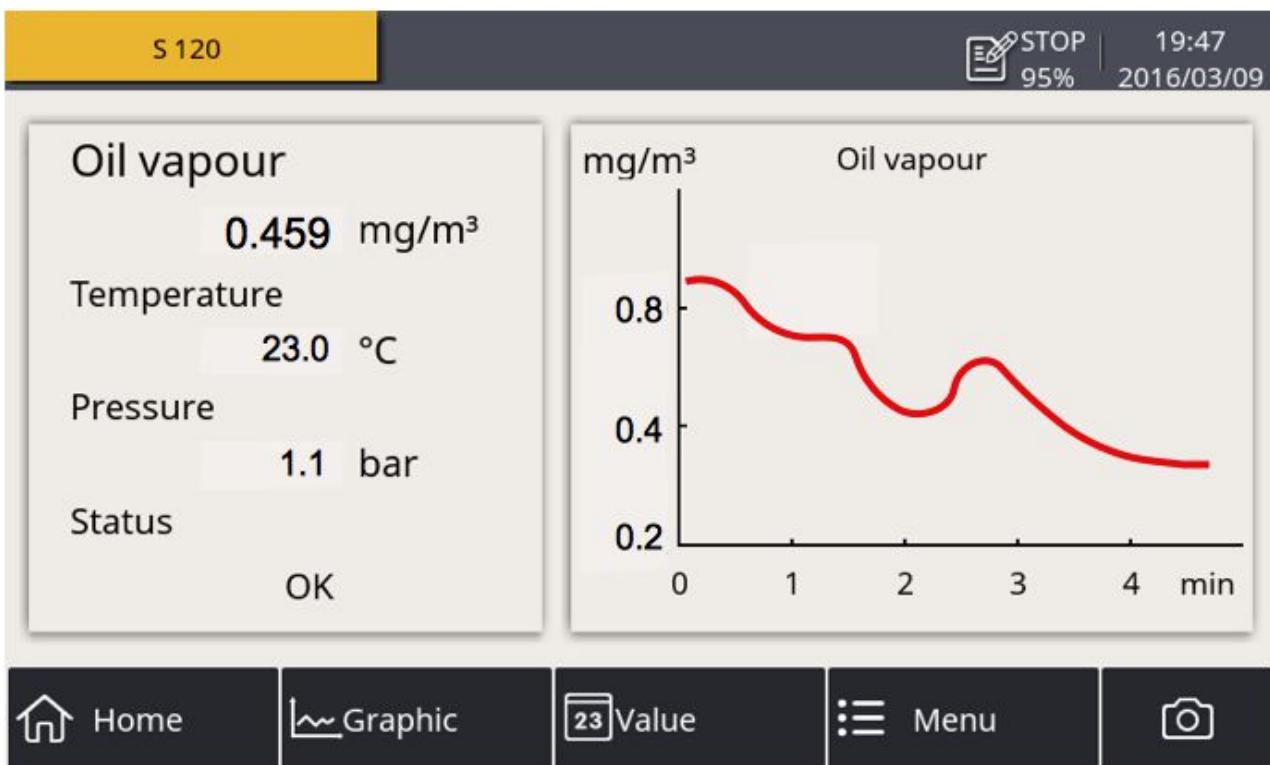 S 120
STOP
95%
19:47
2016/03/09
Oil vapour
0.459 mg/m³
Temperature
23.0 °C
Pressure
1.1 bar
Status
OK
mg/m³ Oil vapour
0.8
0.4
0.2
0 1 2 3 4 min
Home
Graphic
23 Value
Menu